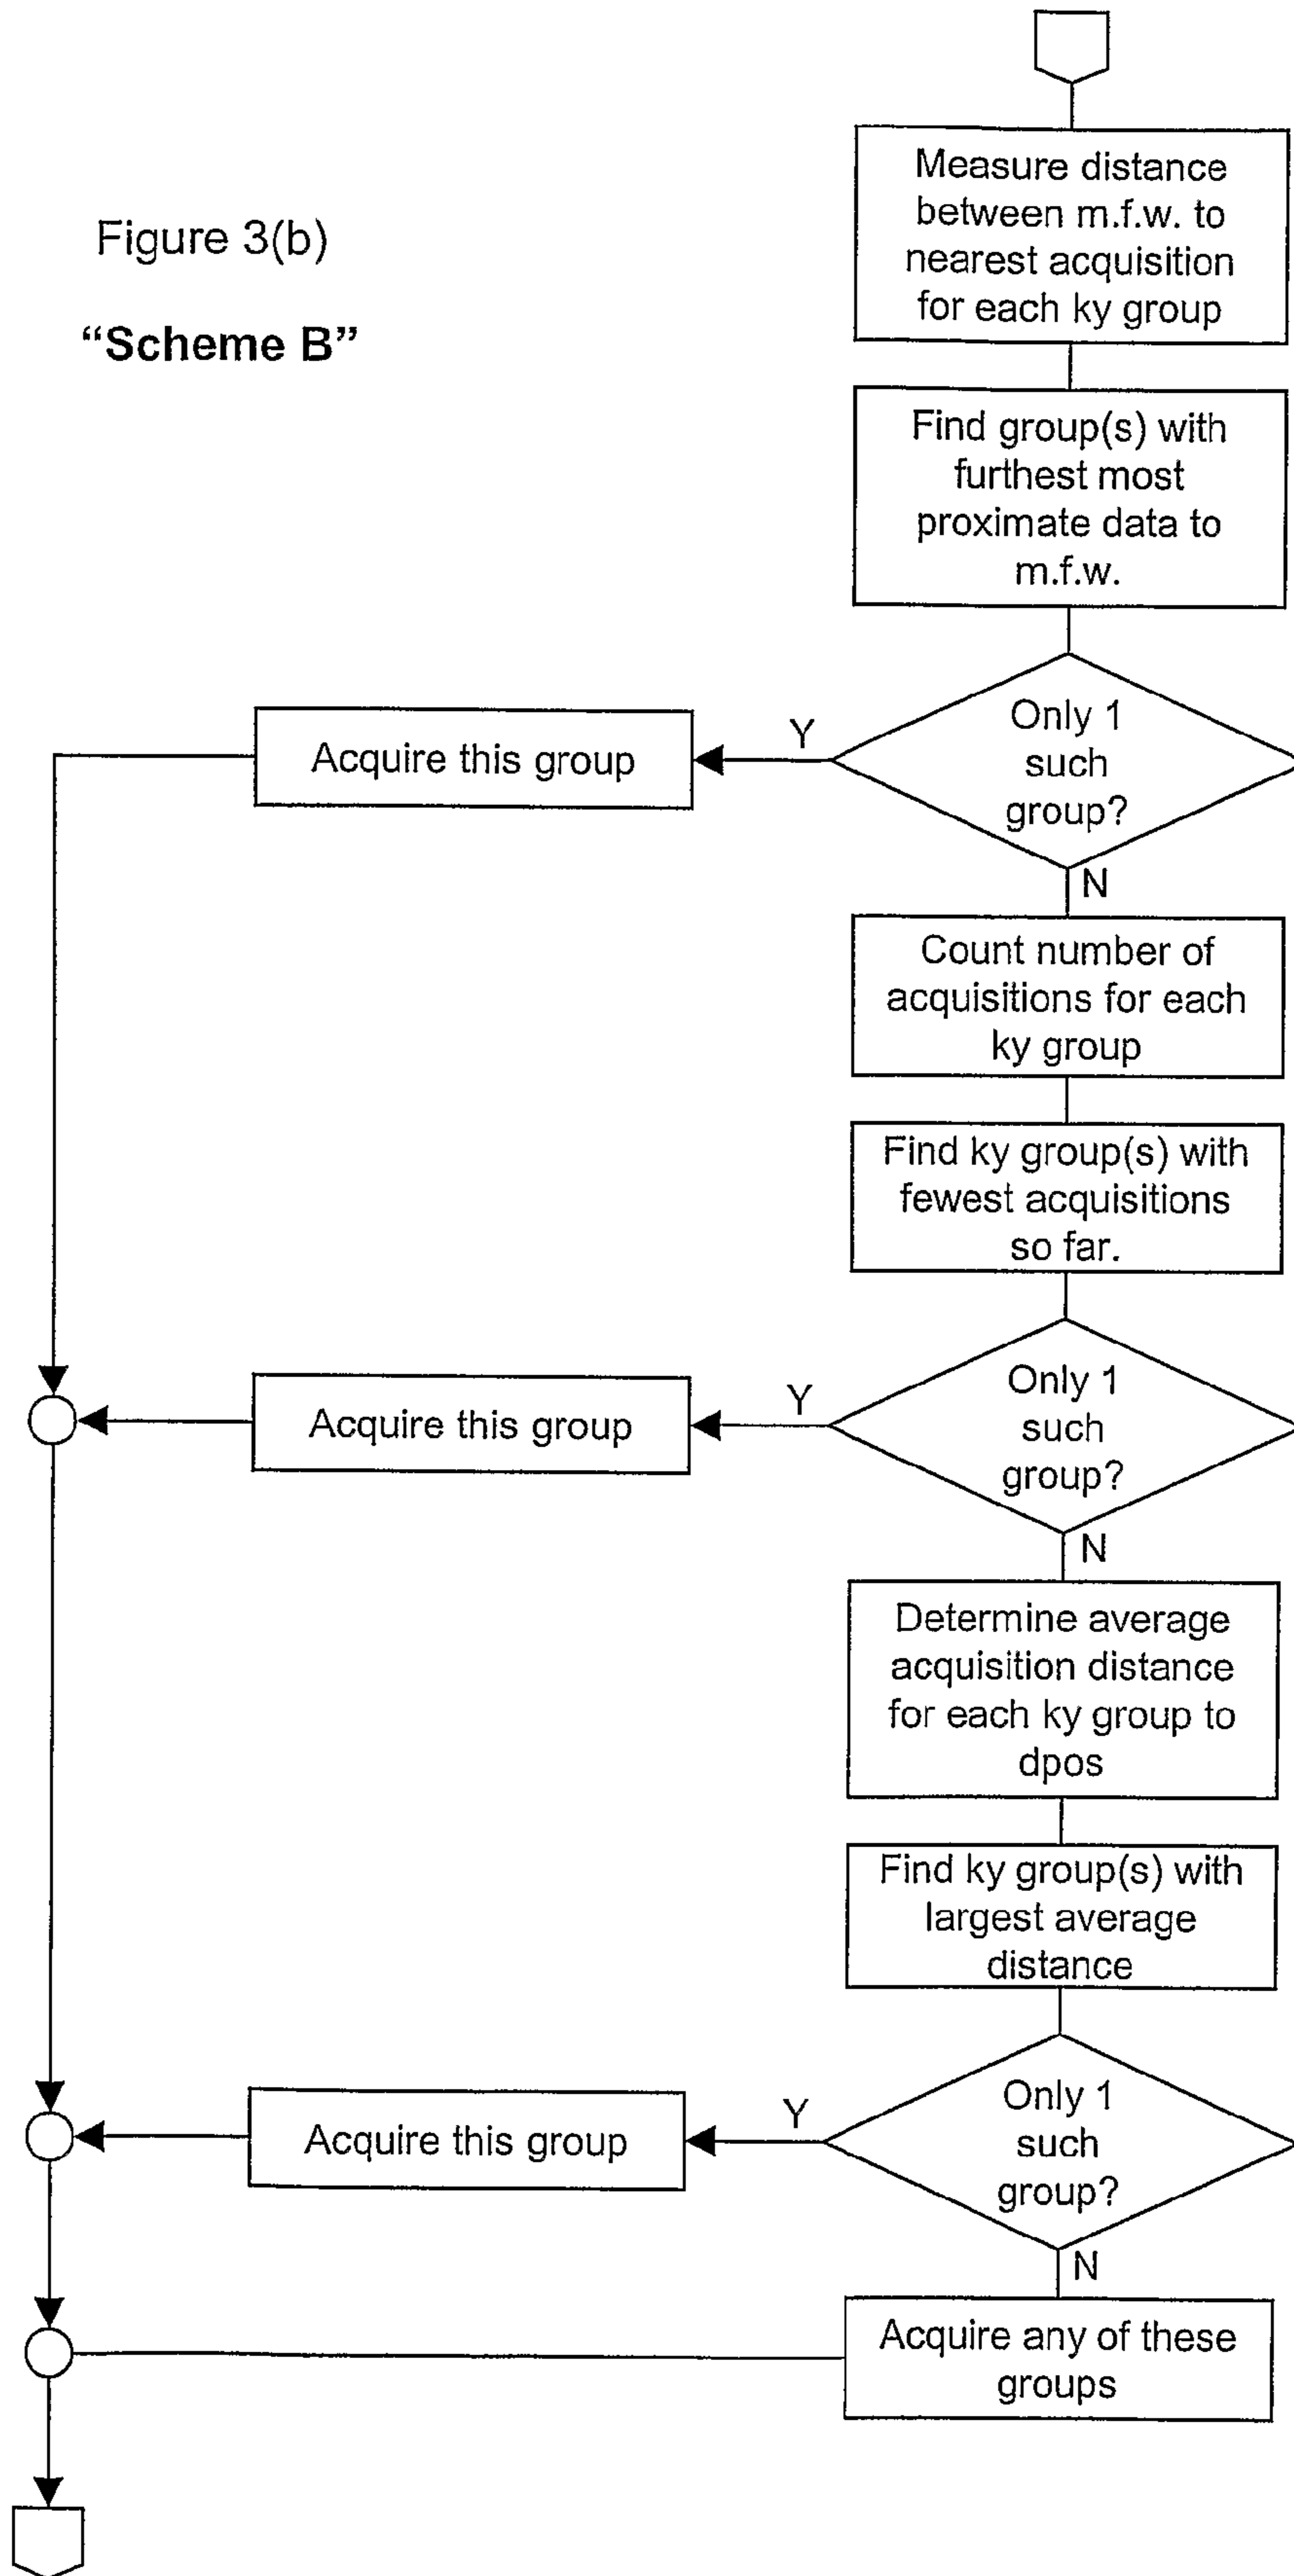 Figure 3(b)
“Scheme B”
Measure distance
between m.f.w. to
nearest acquisition
for each ky group
Find group(s) with
furthest most
proximate data to
m.f.w.
Only 1
such
group?
Y
Acquire this group
N
Count number of
acquisitions for each
ky group
Find ky group(s) with
fewest acquisitions
so far.
Only 1
such
group?
Y
Acquire this group
N
Determine average
acquisition distance
for each ky group to
dpos
Find ky group(s) with
largest average
distance
Only 1
such
group?
Y
Acquire this group
N
Acquire any of these
groups